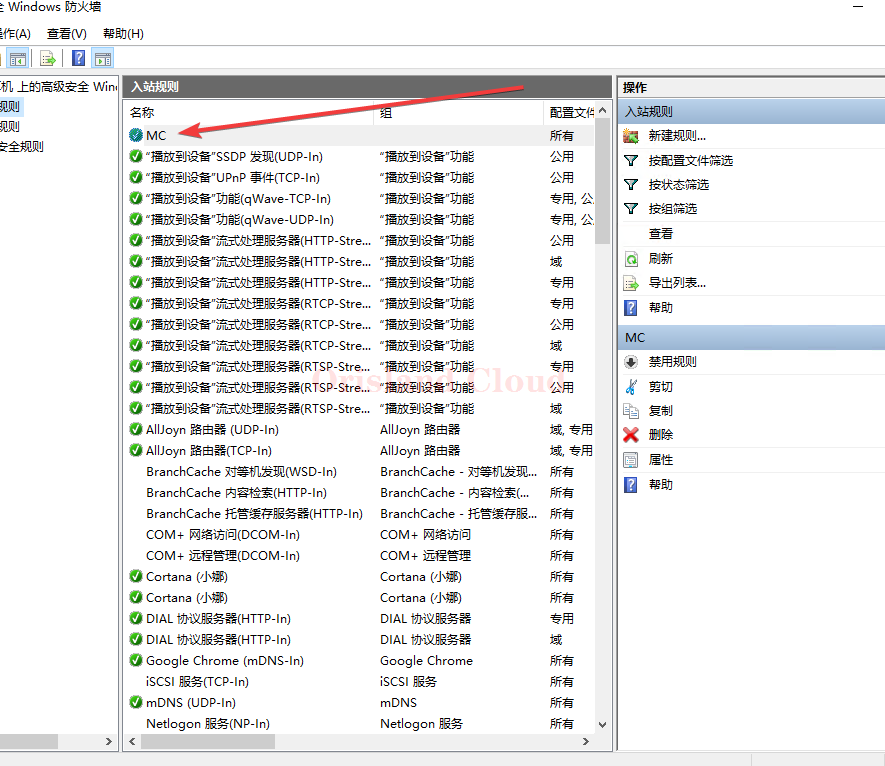 全 Windows 防火墙
操作(A) 查看(V) 帮助(H)
机 上的高级安全 Wind
规则
规则
安全规则
入站规则
名称 组 配置文件
MC 所有
“播放到设备”SSDP 发现(UDP-In) “播放到设备”功能 公用
“播放到设备”UPnP 事件(TCP-In) “播放到设备”功能 公用
“播放到设备”功能(qWave-TCP-In) “播放到设备”功能 专用, 公
“播放到设备”功能(qWave-UDP-In) “播放到设备”功能 专用, 公
“播放到设备”流式处理服务器(HTTP-Stre... “播放到设备”功能 公用
“播放到设备”流式处理服务器(HTTP-Stre... “播放到设备”功能 域
“播放到设备”流式处理服务器(HTTP-Stre... “播放到设备”功能 专用
“播放到设备”流式处理服务器(RTCP-Stre... “播放到设备”功能 专用
“播放到设备”流式处理服务器(RTCP-Stre... “播放到设备”功能 公用
“播放到设备”流式处理服务器(RTCP-Stre... “播放到设备”功能 域
“播放到设备”流式处理服务器(RTSP-Stre... “播放到设备”功能 专用
“播放到设备”流式处理服务器(RTSP-Stre... “播放到设备”功能 公用
Orisland Cloud
“播放到设备”流式处理服务器(RTSP-Stre... “播放到设备”功能 域
AllJoyn 路由器 (UDP-In) AllJoyn 路由器 域, 专用
AllJoyn 路由器(TCP-In) AllJoyn 路由器 域, 专用
BranchCache 对等机发现(WSD-In) BranchCache - 对等机发现... 所有
BranchCache 内容检索(HTTP-In) BranchCache - 内容检索(... 所有
BranchCache 托管缓存服务器(HTTP-In) BranchCache - 托管缓存服... 所有
COM+ 网络访问(DCOM-In) COM+ 网络访问 所有
COM+ 远程管理(DCOM-In) COM+ 远程管理 所有
Cortana (小娜) Cortana (小娜) 所有
Cortana (小娜) Cortana (小娜) 所有
DIAL 协议服务器(HTTP-In) DIAL 协议服务器 专用
DIAL 协议服务器(HTTP-In) DIAL 协议服务器 域
Google Chrome (mDNS-In) Google Chrome 所有
iSCSI 服务(TCP-In) iSCSI 服务 所有
mDNS (UDP-In) mDNS 所有
Netlogon 服务(NP-In) Netlogon 服务 所有
操作
入站规则
新建规则...
按配置文件筛选
按状态筛选
按组筛选
查看
刷新
导出列表...
帮助
MC
禁用规则
剪切
复制
删除
属性
帮助